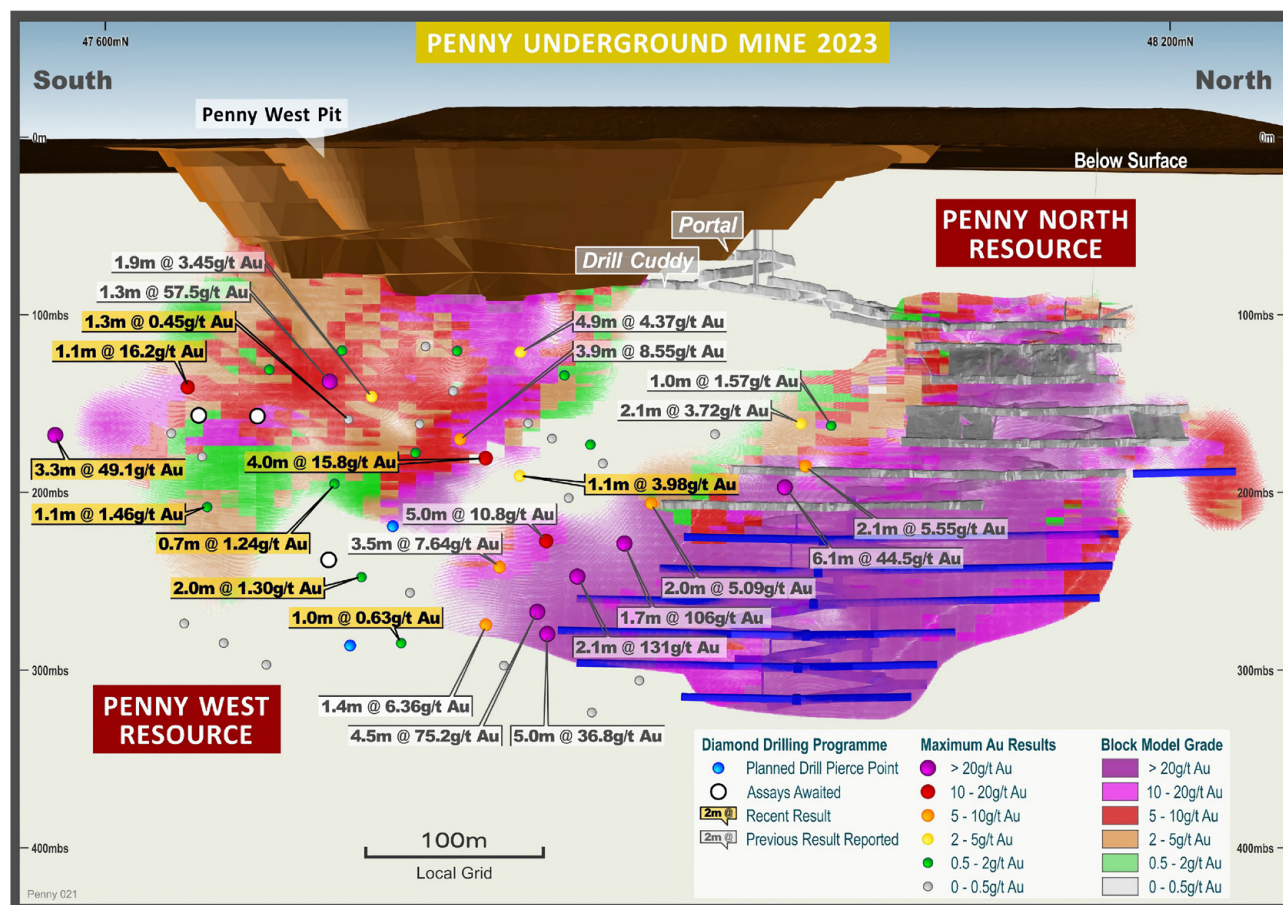 47 600mN
PENNY UNDERGROUND MINE 2023
48 200mN
South
North
Penny West Pit
0m
0m
Below Surface
PENNY NORTH
RESOURCE
Portal
Drill Cuddy
1.9m @ 3.45g/t Au
1.3m @ 57.5g/t Au
1.3m @ 0.45g/t Au
1.1m @ 16.2g/t Au
4.9m @ 4.37g/t Au
3.9m @ 8.55g/t Au
100mbs
100mbs
1.0m @ 1.57g/t Au
2.1m @ 3.72g/t Au
3.3m @ 49.1g/t Au
4.0m @ 15.8g/t Au
1.1m @ 3.98g/t Au
200mbs
200mbs
1.1m @ 1.46g/t Au
5.0m @ 10.8g/t Au
2.1m @ 5.55g/t Au
0.7m @ 1.24g/t Au
3.5m @ 7.64g/t Au
6.1m @ 44.5g/t Au
2.0m @ 1.30g/t Au
2.0m @ 5.09g/t Au
1.0m @ 0.63g/t Au
1.7m @ 106g/t Au
2.1m @ 131g/t Au
300mbs
300mbs
PENNY WEST
RESOURCE
1.4m @ 6.36g/t Au
4.5m @ 75.2g/t Au
5.0m @ 36.8g/t Au
Diamond Drilling Programme
Planned Drill Pierce Point
Assays Awaited
2m @
Recent Result
2m @
Previous Result Reported
Maximum Au Results
> 20g/t Au
10 - 20g/t Au
5 - 10g/t Au
2 - 5g/t Au
0.5 - 2g/t Au
0 - 0.5g/t Au
Block Model Grade
> 20g/t Au
10 - 20g/t Au
5 - 10g/t Au
2 - 5g/t Au
0.5 - 2g/t Au
0 - 0.5g/t Au
400mbs
400mbs
100m
Local Grid
Penny 021